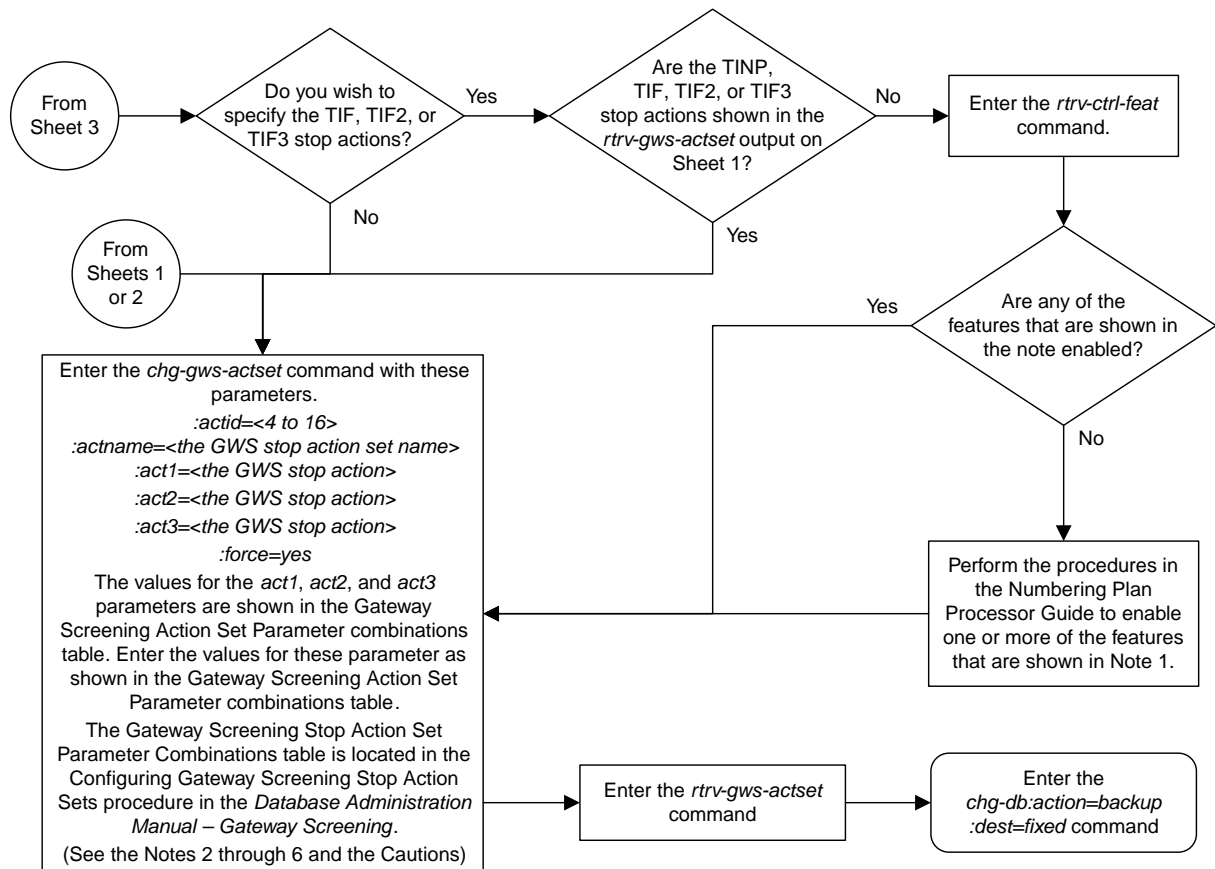 From
Sheet 3
Do you wish to
specify the TIF, TIF2, or
TIF3 stop actions?
Yes
No
Are the TINP,
TIF, TIF2, or TIF3
stop actions shown in the
rtrv-gws-actset output on
Sheet 1?
No
Yes
Enter the rtrv-ctrl-feat
command.
From
Sheets 1
or 2
Are any of the
features that are shown in
the note enabled?
Yes
No
Perform the procedures in
the Numbering Plan
Processor Guide to enable
one or more of the features
that are shown in Note 1.
Enter the chg-gws-actset command with these
parameters.
:actid=<4 to 16>
:actname=<the GWS stop action set name>
:act1=<the GWS stop action>
:act2=<the GWS stop action>
:act3=<the GWS stop action>
:force=yes
The values for the act1, act2, and act3
parameters are shown in the Gateway
Screening Action Set Parameter combinations
table. Enter the values for these parameter as
shown in the Gateway Screening Action Set
Parameter combinations table.
The Gateway Screening Stop Action Set
Parameter Combinations table is located in the
Configuring Gateway Screening Stop Action
Sets procedure in the Database Administration
Manual – Gateway Screening.
(See the Notes 2 through 6 and the Cautions)
Enter the rtrv-gws-actset
command
Enter the
chg-db:action=backup
:dest=fixed command